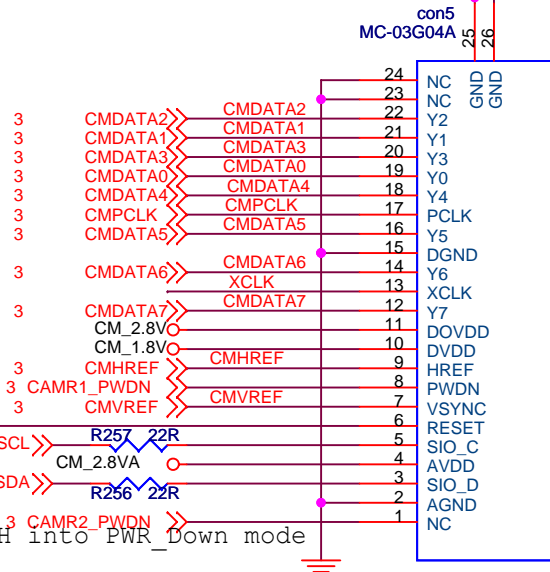 con5
MC-03G04A
25 26
GND GND
24 NC
23 NC
3 CMDATA2 CMDATA2 22 Y2
3 CMDATA1 CMDATA1 21 Y1
3 CMDATA3 CMDATA3 20 Y3
3 CMDATA0 CMDATA0 19 Y0
3 CMDATA4 CMDATA4 18 Y4
3 CMPCLK CMPCLK 17 PCLK
3 CMDATA5 CMDATA5 16 Y5
15 DGND
3 CMDATA6 CMDATA6 14 Y6
XCLK 13 XCLK
3 CMDATA7 CMDATA7 12 Y7
CM_2.8V 11 DOVDD
CM_1.8V 10 DVDD
3 CMHREF CMHREF 9 HREF
3 CAMR1_PWDN 8 PWDN
3 CMVREF CMVREF 7 VSYNC
6 RESET
SCL R257 22R 5 SIO_C
CM_2.8VA 4 AVDD
SDA R256 22R 3 SIO_D
2 AGND
3 CAMR2_PWDN 1 NC
H into PWR_Down mode